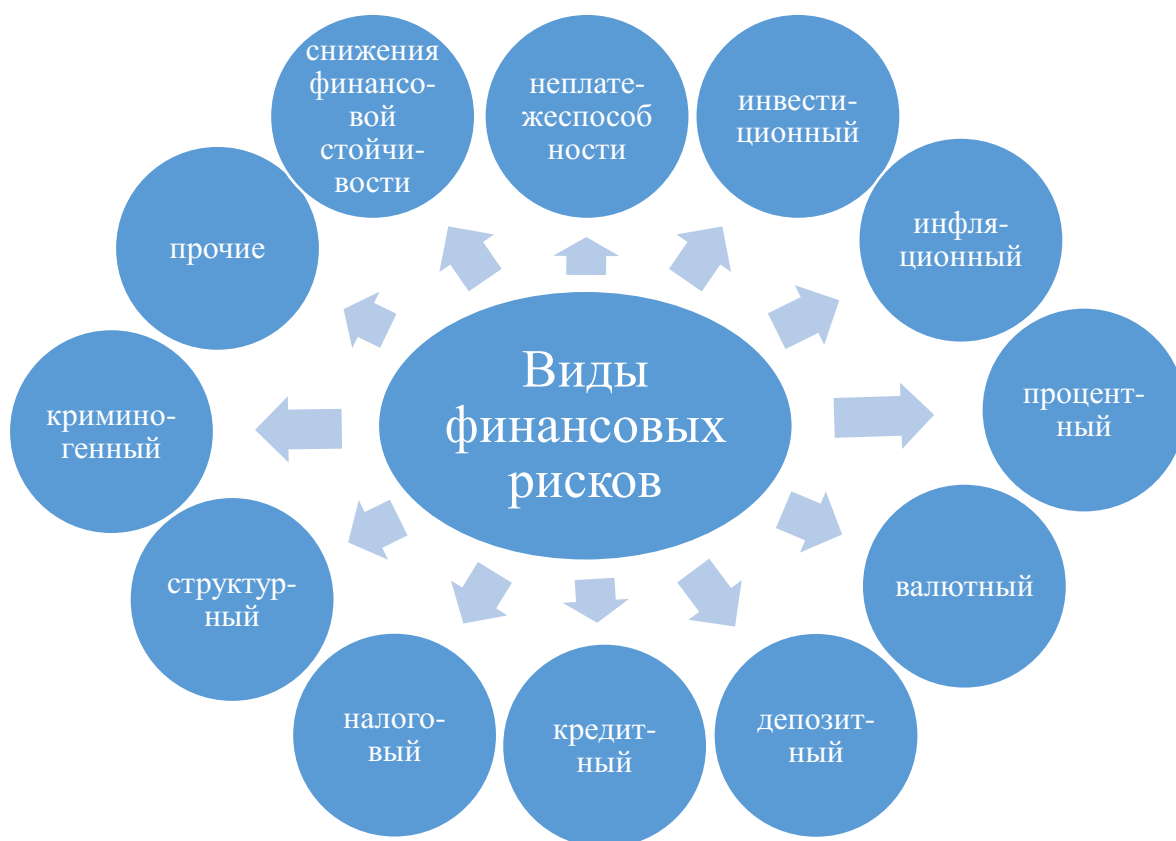 снижения
финансо-
вой
стойчи-
вости
неплате-
жеспособ
ности
инвести-
ционный
инфля-
ционный
процент-
ный
валютный
депозит-
ный
кредит-
ный
налого-
вый
структур-
ный
кримино-
генный
прочие
Виды
финансовых
рисков